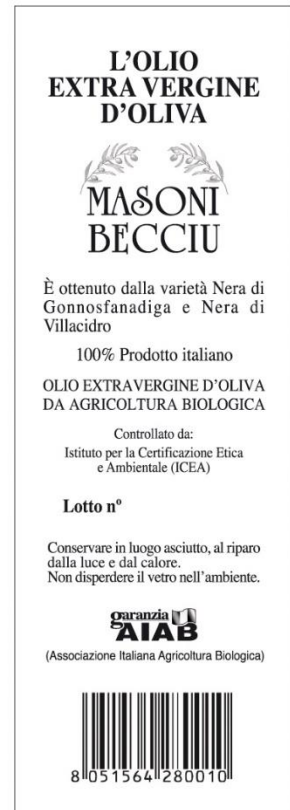 L'OLIO
EXTRA VERGINE
D'OLIVA
MASONI
BECCIU
È ottenuto dalla varietà Nera di
Gonnosfanadiga e Nera di
Villacidro
100% Prodotto italiano
OLIO EXTRAVERGINE D'OLIVA
DA AGRICOLTURA BIOLOGICA
Controllato da:
Istituto per la Certificazione Etica
e Ambientale (ICEA)
Lotto nº
Conservare in luogo asciutto, al riparo
dalla luce e dal calore.
Non disperdere il vetro nell'ambiente.
garanzia
AIAB
(Associazione Italiana Agricoltura Biologica)
8 051564 280010